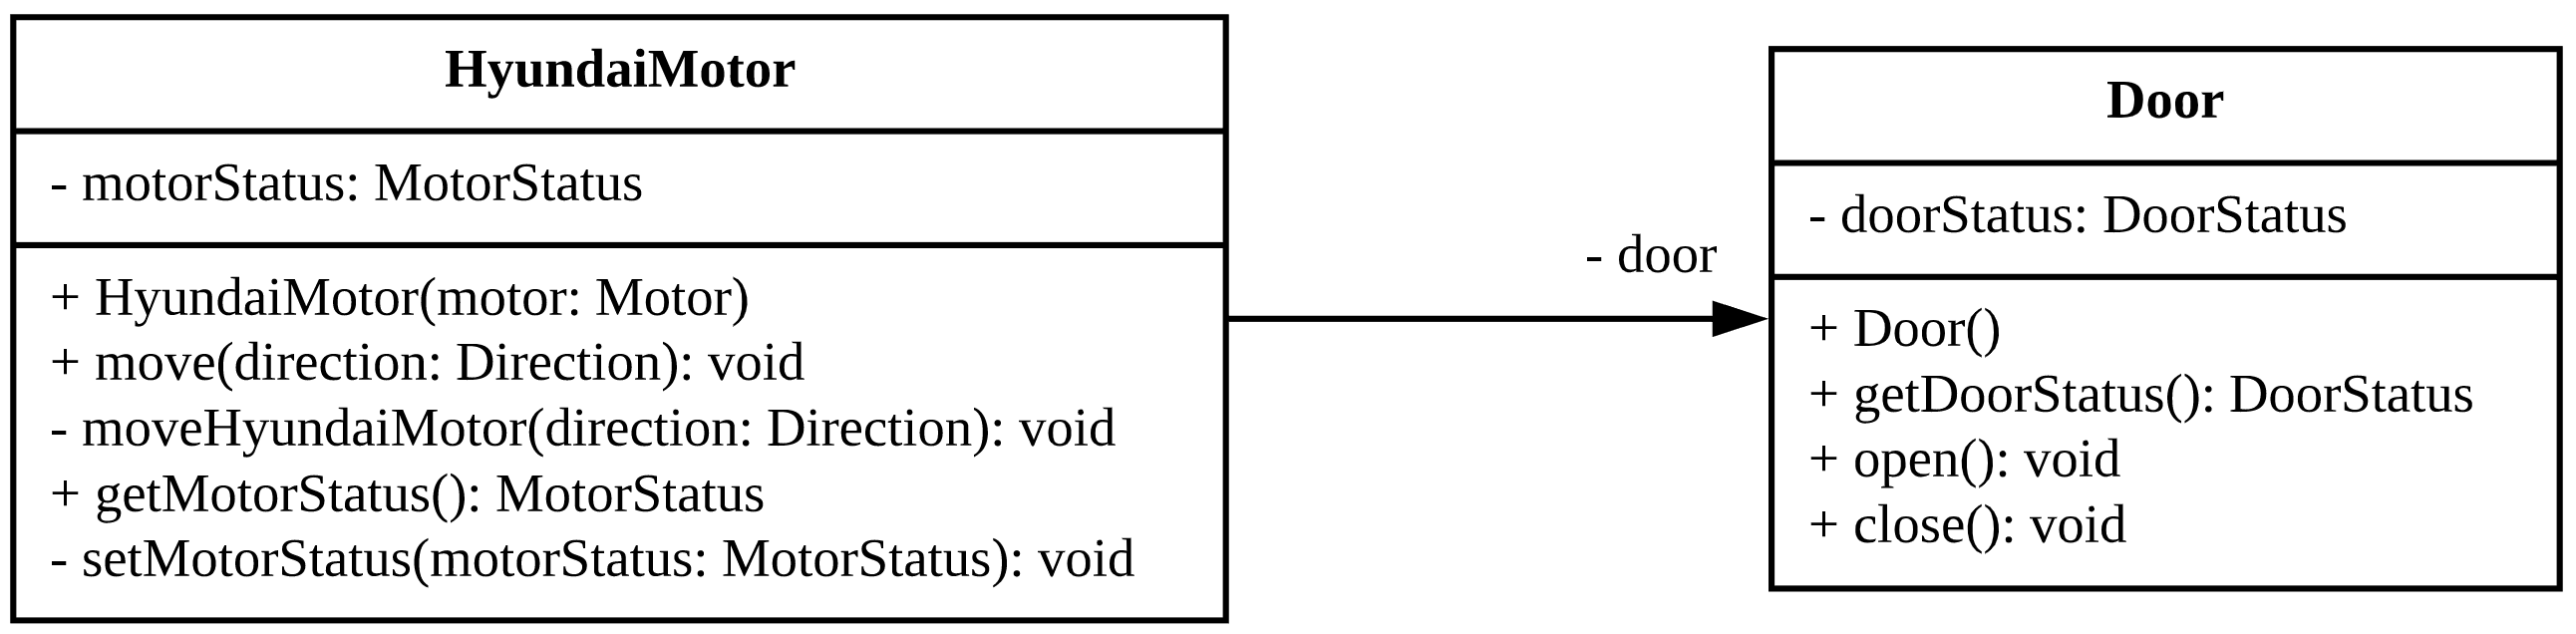 HyundaiMotor
- motorStatus: MotorStatus
+ HyundaiMotor(motor: Motor)
+ move(direction: Direction): void
- moveHyundaiMotor(direction: Direction): void
+ getMotorStatus(): MotorStatus
- setMotorStatus(motorStatus: MotorStatus): void
- door
Door
- doorStatus: DoorStatus
+ Door()
+ getDoorStatus(): DoorStatus
+ open(): void
+ close(): void